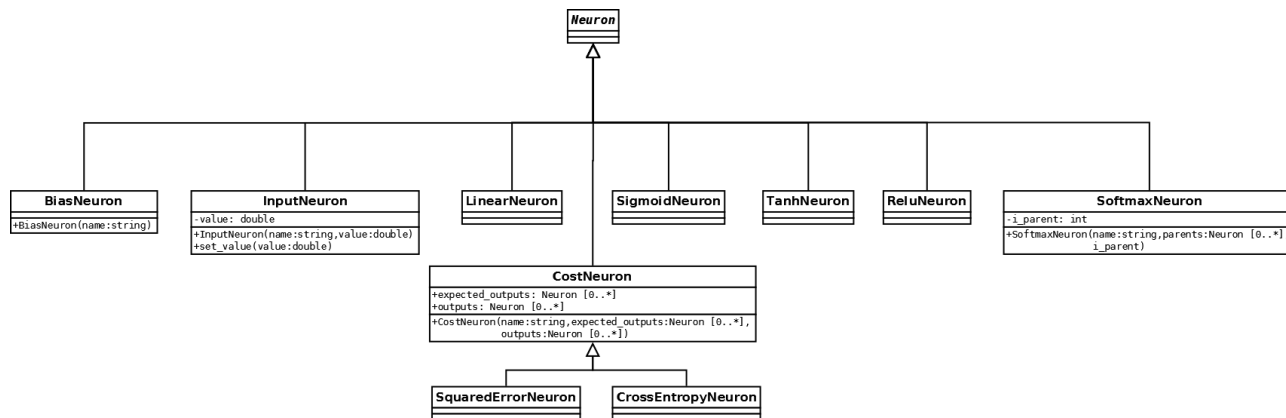 Neuron
BiasNeuron
+BiasNeuron(name:string)
InputNeuron
-value: double
+InputNeuron(name:string,value:double)
+set_value(value:double)
LinearNeuron
SigmoidNeuron
TanhNeuron
ReluNeuron
SoftmaxNeuron
-i_parent: int
+SoftmaxNeuron(name:string,parents:Neuron [0..*]
i_parent)
CostNeuron
+expected_outputs: Neuron [0..*]
+outputs: Neuron [0..*]
+CostNeuron(name:string,expected_outputs:Neuron [0..*],
outputs:Neuron [0..*])
SquaredErrorNeuron
CrossEntropyNeuron